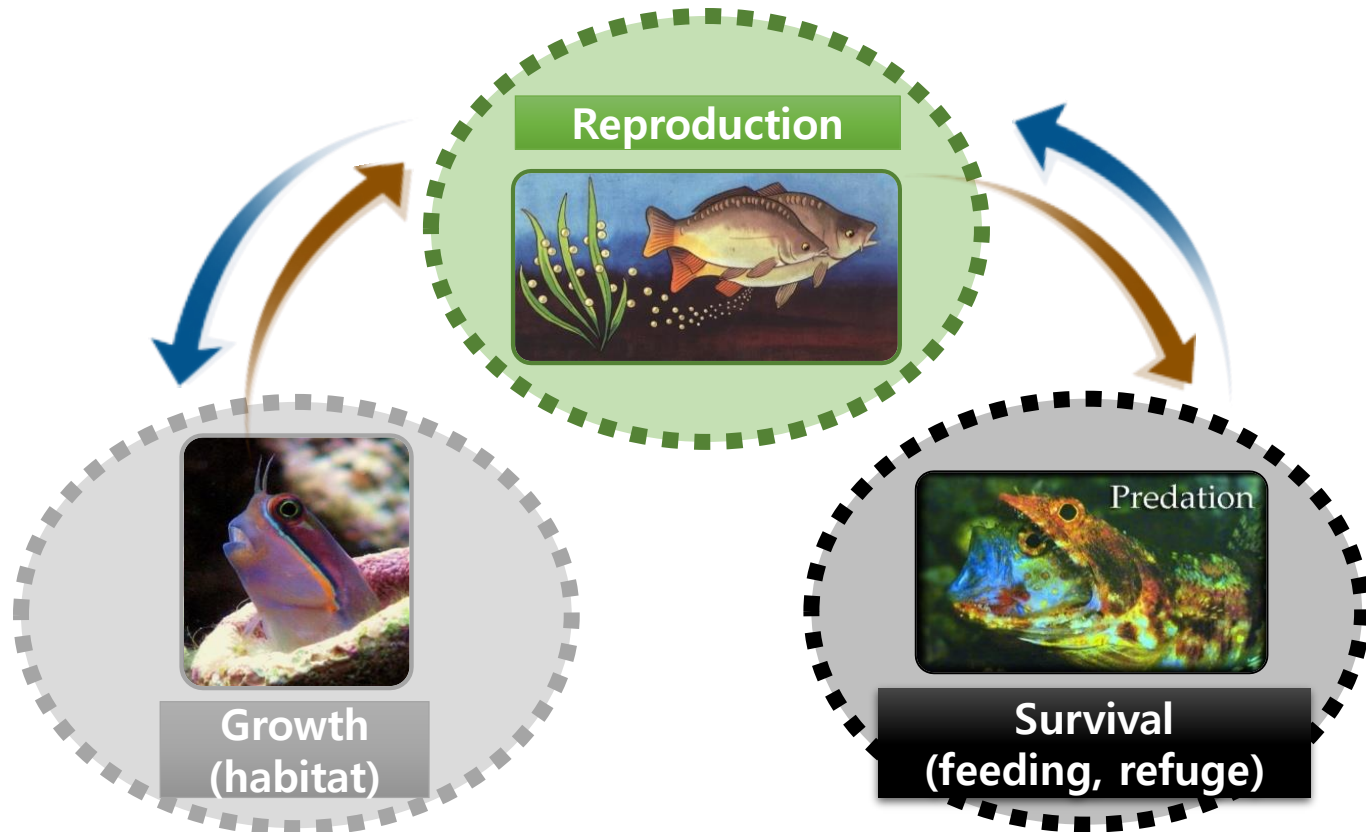 Reproduction
Predation
Growth
(habitat)
Survival
(feeding, refuge)